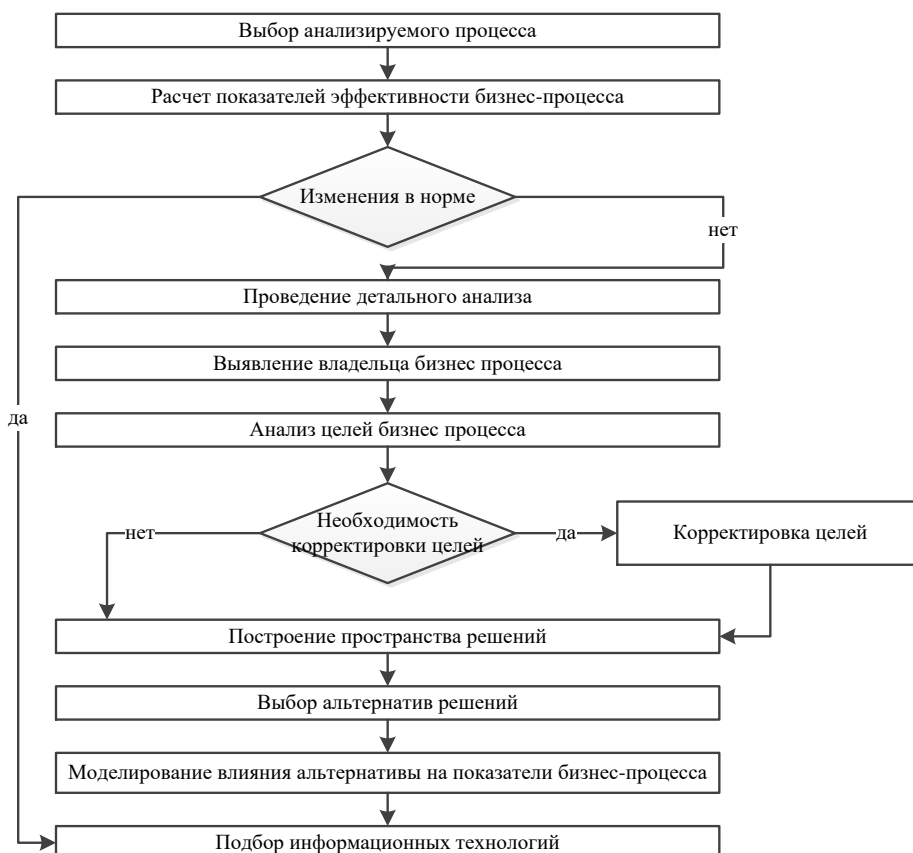 Выбор анализируемого процесса
Расчет показателей эффективности бизнес-процесса
Изменения в норме
нет
Проведение детального анализа
Выявление владельца бизнес процесса
да
Анализ целей бизнес процесса
Необходимость
корректировки целей
нет
да
Корректировка целей
Построение пространства решений
Выбор альтернатив решений
Моделирование влияния альтернативы на показатели бизнес-процесса
Подбор информационных технологий